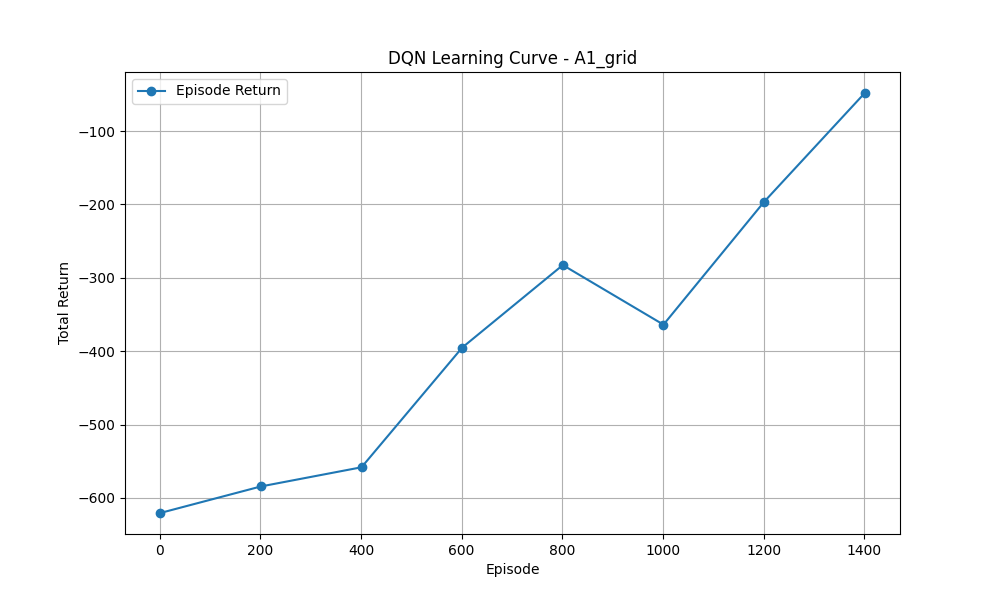 DQN Learning Curve - A1_grid
Episode Return
−100
−200
−300
−400
−500
−600
Total Return
0 200 400 600 800 1000 1200 1400
Episode